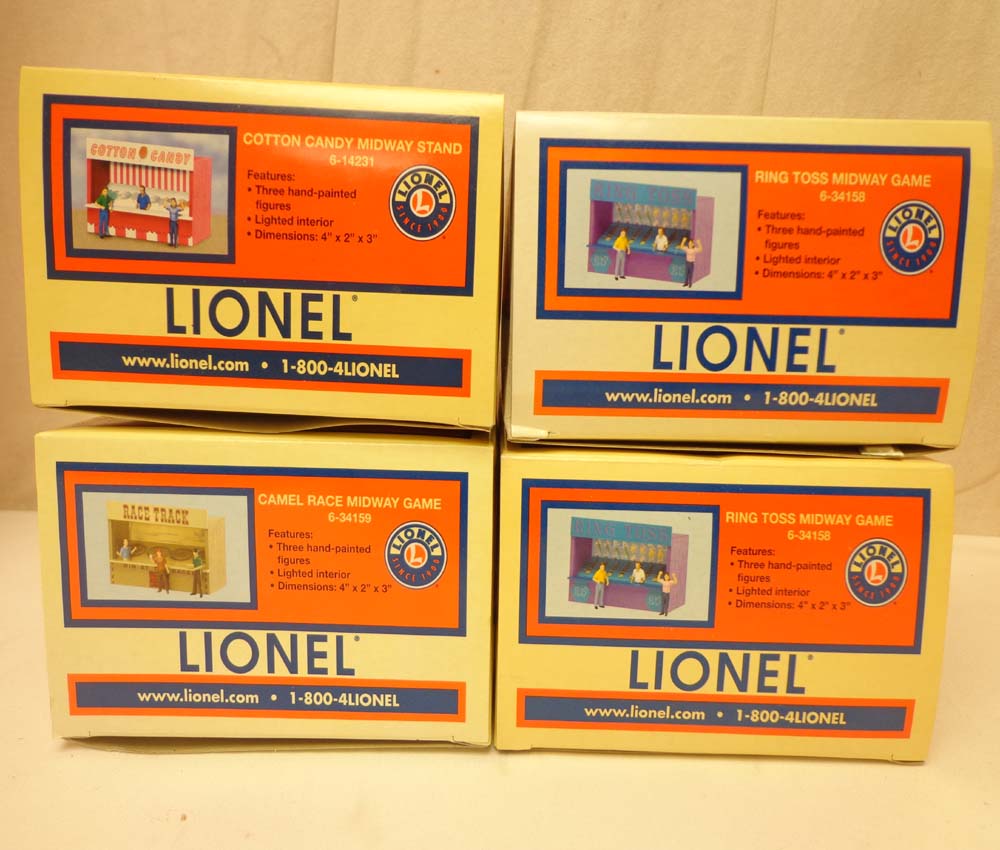 COTTON CANDY
COTTON CANDY MIDWAY STAND
6-14231
Features:
• Three hand-painted
figures
• Lighted interior
• Dimensions: 4" x 2" x 3"
LIONEL
L
SINCE 1900
LIONEL®
www.lionel.com • 1-800-4LIONEL
RING TOSS
RING TOSS MIDWAY GAME
6-34158
Features:
• Three hand-painted
figures
• Lighted interior
• Dimensions: 4" x 2" x 3"
LIONEL
L
SINCE 1900
LIONEL®
www.lionel.com • 1-800-4LIONEL
RACE TRACK
CAMEL RACE MIDWAY GAME
6-34159
Features:
• Three hand-painted
figures
• Lighted interior
• Dimensions: 4" x 2" x 3"
LIONEL
L
SINCE 1900
LIONEL®
www.lionel.com • 1-800-4LIONEL
RING TOSS
RING TOSS MIDWAY GAME
6-34158
Features:
• Three hand-painted
figures
• Lighted interior
• Dimensions: 4" x 2" x 3"
LIONEL
L
SINCE 1900
LIONEL®
www.lionel.com • 1-800-4LIONEL